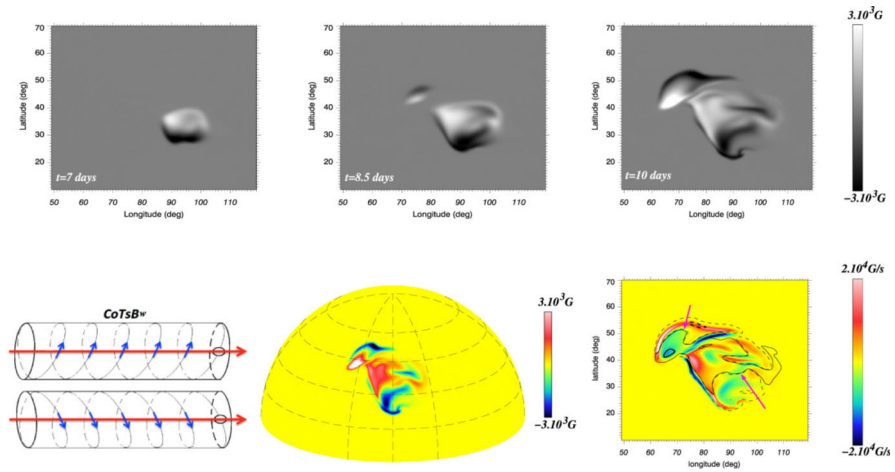 3.10³G
70
60
50
40
30
20
Latitude (deg)
t=7 days
50 60 70 80 90 100 110
Longitude (deg)
70
60
50
40
30
20
Latitude (deg)
t=8.5 days
50 60 70 80 90 100 110
Longitude (deg)
70
60
50
40
30
20
Latitude (deg)
t=10 days
50 60 70 80 90 100 110
Longitude (deg)
−3.10³G
CoTsBw
3.10³G
−3.10³G
2.10⁴G/s
70
60
50
40
30
20
10
latitude (deg)
50 60 70 80 90 100 110
longitude (deg)
−2.10⁴G/s